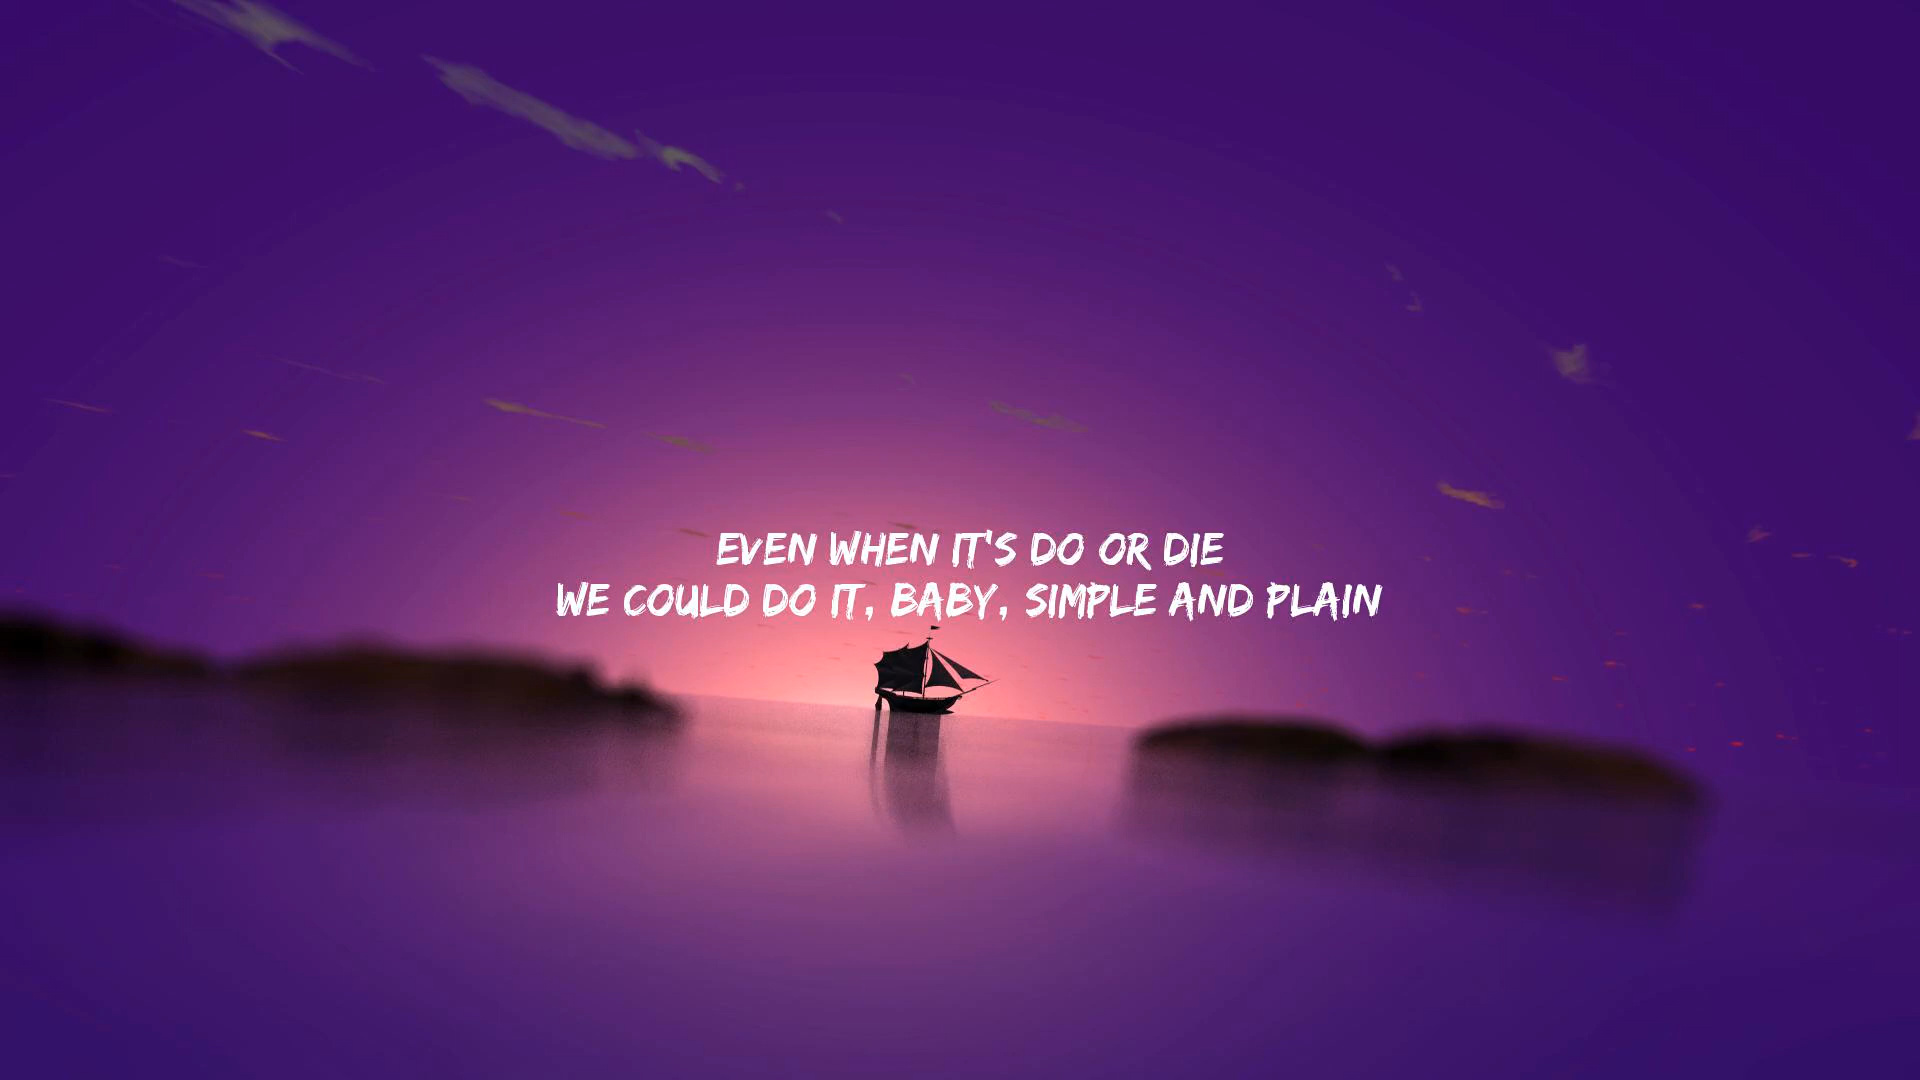 EVEN WHEN IT'S DO OR DIE
WE COULD DO IT, BABY, SIMPLE AND PLAIN